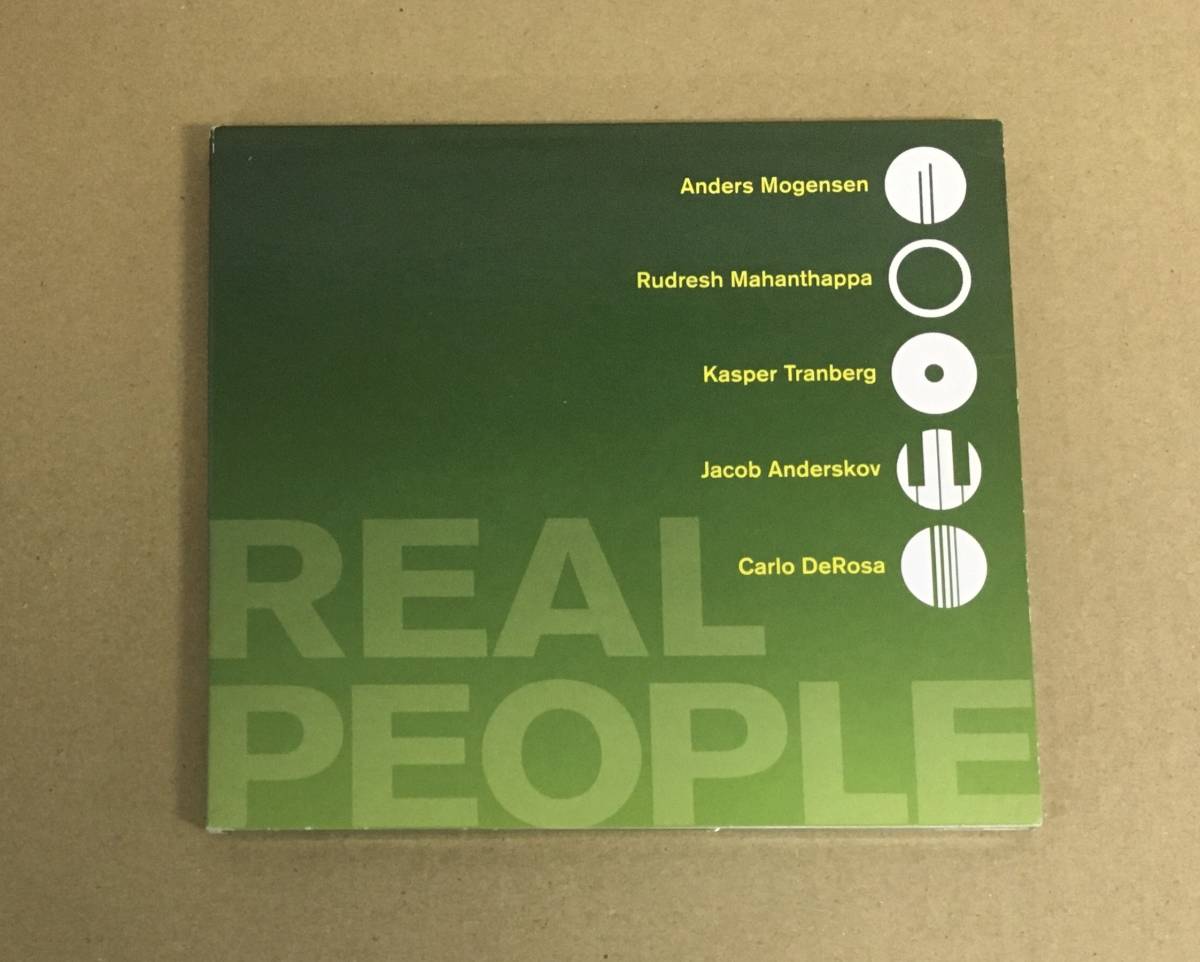 Anders Mogensen
Rudresh Mahanthappa
Kasper Tranberg
Jacob Anderskov
Carlo DeRosa
REAL
PEOPLE